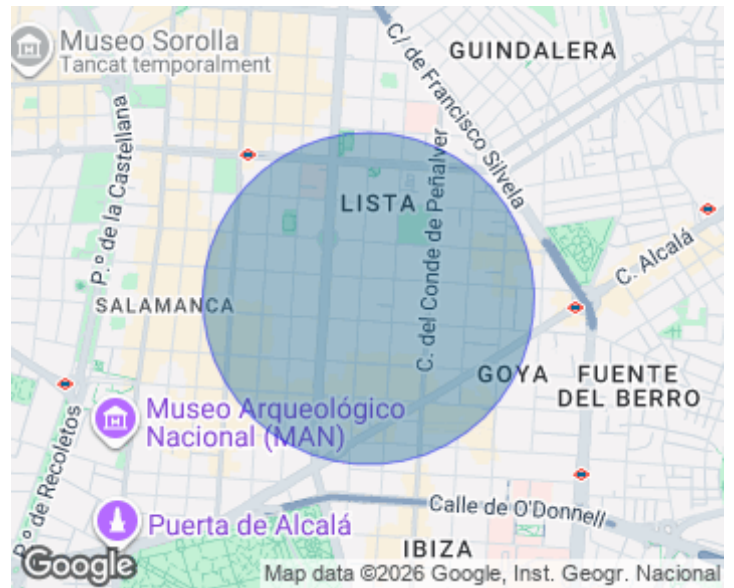 Museo Sorolla
Tancat temporalment
GUINDALERA
C/ de Francisco Silvela
P.º de la Castellana
LISTA
C. del Conde de Peñalver
C. Alcalá
SALAMANCA
GOYA
FUENTE
DEL BERRO
Museo Arqueológico
Nacional (MAN)
P.º de Recoletos
Puerta de Alcalá
Calle de O'Donnell
IBIZA
Google
Map data ©2026 Google, Inst. Geogr. Nacional